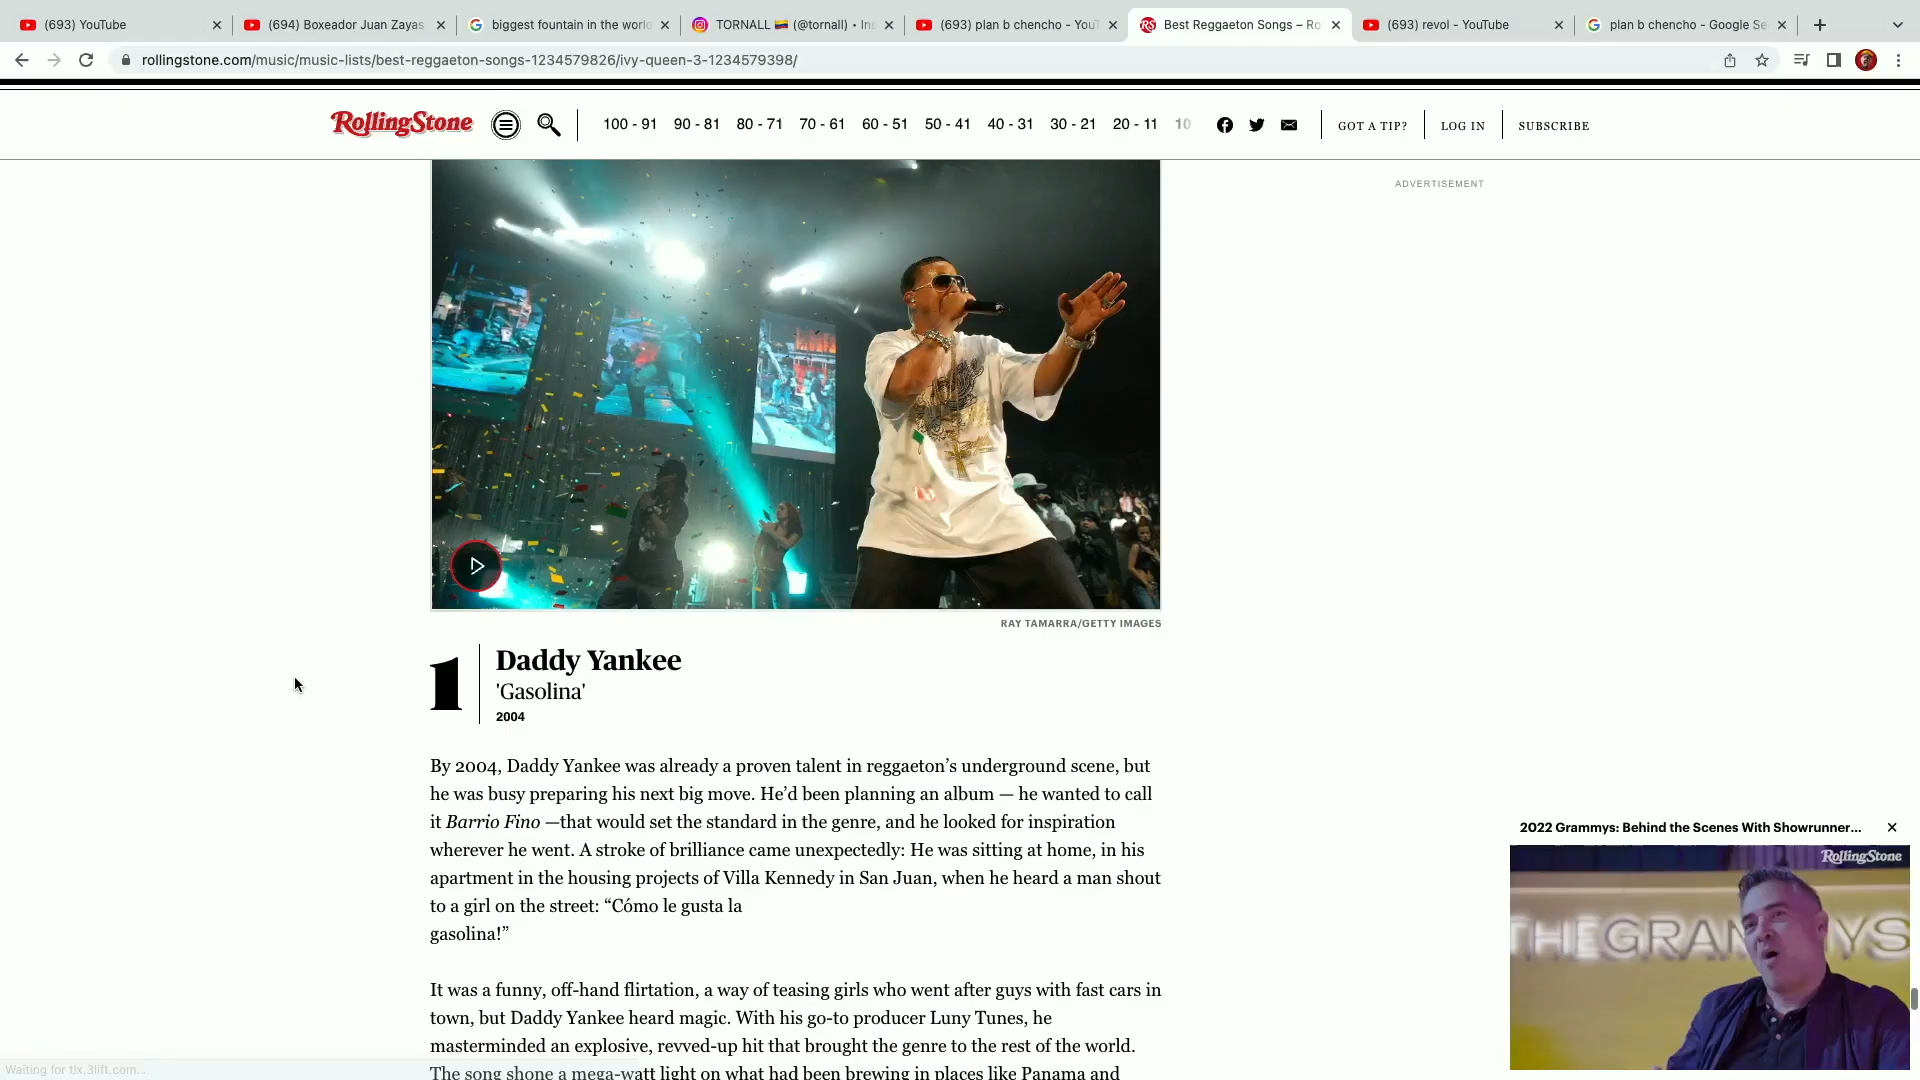 (693) YouTube
(694) Boxeador Juan Zayas
biggest fountain in the world
TORNALL (@tornall) • Ins
(693) plan b chencho - YouT
Best Reggaeton Songs – Ro
(693) revol - YouTube
plan b chencho - Google Se
rollingstone.com/music/music-lists/best-reggaeton-songs-1234579826/ivy-queen-3-1234579398/
RollingStone
100 - 91 90 - 81 80 - 71 70 - 61 60 - 51 50 - 41 40 - 31 30 - 21 20 - 11 10
GOT A TIP?
LOG IN
SUBSCRIBE
ADVERTISEMENT
RAY TAMARRA/GETTY IMAGES
1
Daddy Yankee
'Gasolina'
2004
By 2004, Daddy Yankee was already a proven talent in reggaeton’s underground scene, but
he was busy preparing his next big move. He’d been planning an album — he wanted to call
it Barrio Fino —that would set the standard in the genre, and he looked for inspiration
wherever he went. A stroke of brilliance came unexpectedly: He was sitting at home, in his
apartment in the housing projects of Villa Kennedy in San Juan, when he heard a man shout
to a girl on the street: “Cómo le gusta la
gasolina!”
It was a funny, off-hand flirtation, a way of teasing girls who went after guys with fast cars in
town, but Daddy Yankee heard magic. With his go-to producer Luny Tunes, he
masterminded an explosive, revved-up hit that brought the genre to the rest of the world.
The song shone a mega-watt light on what had been brewing in places like Panama and
2022 Grammys: Behind the Scenes With Showrunner...
RollingStone
THE GRAMMYS
Waiting for tlx.3lift.com...